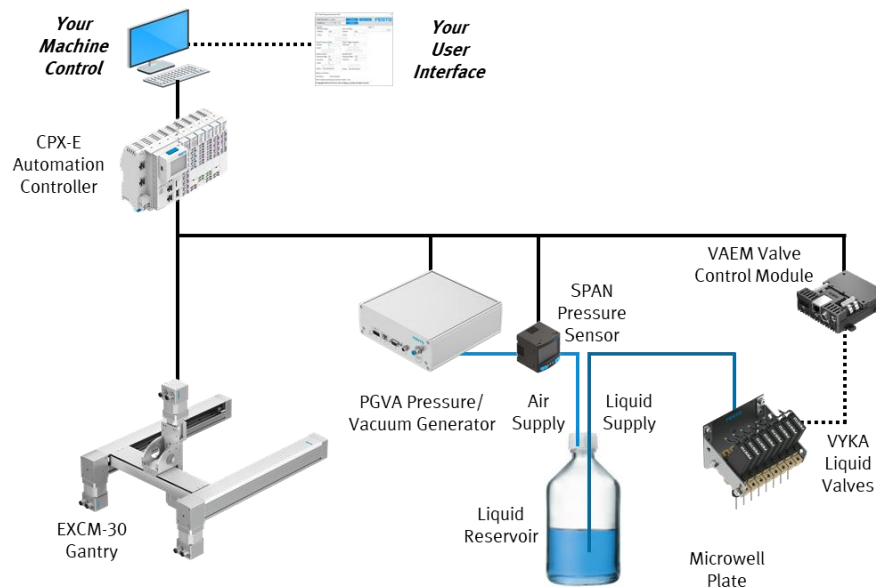 Your
Machine
Control
Your
User
Interface
FESTO
CPX-E
Automation
Controller
VAEM Valve
Control Module
SPAN
Pressure
Sensor
PGVA Pressure/
Vacuum Generator
Air
Supply
Liquid
Supply
VYKA
Liquid
Valves
EXCM-30
Gantry
Liquid
Reservoir
Microwell
Plate